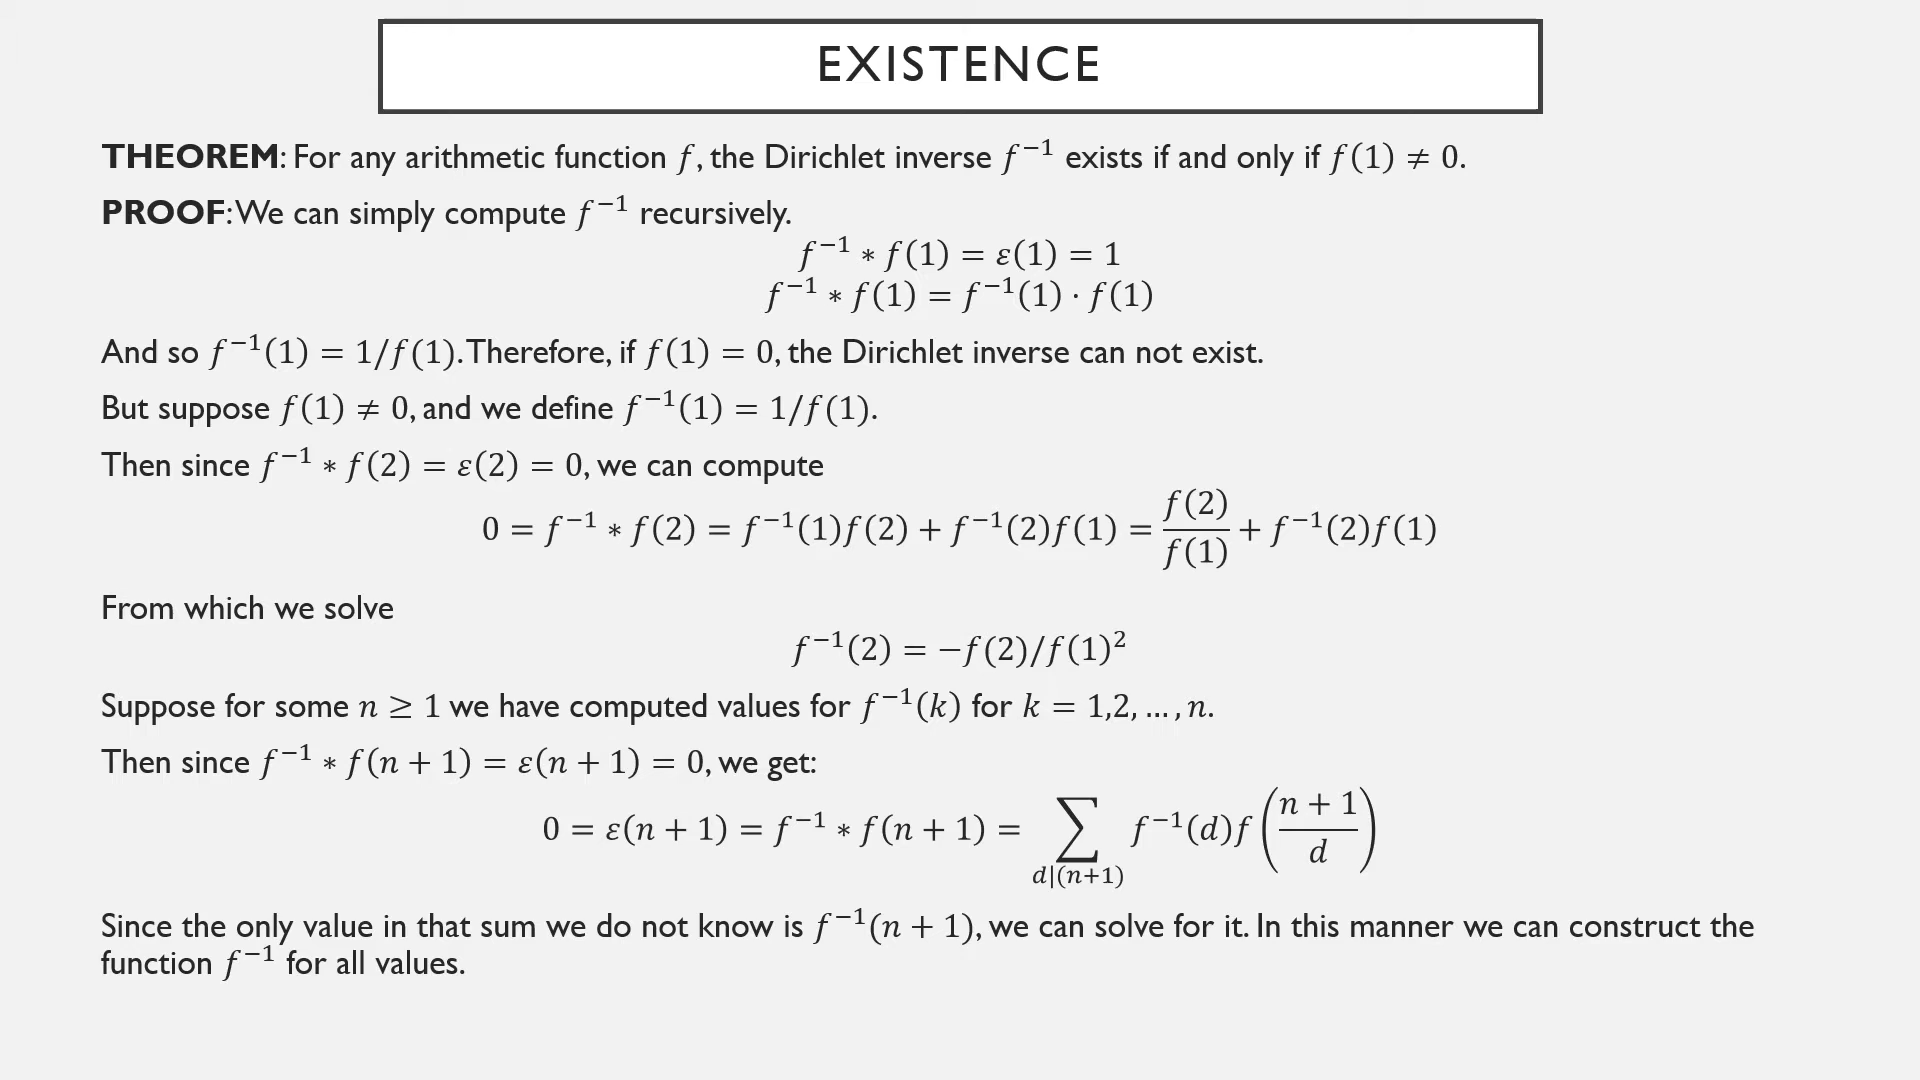 EXISTENCE
THEOREM: For any arithmetic function f, the Dirichlet inverse f⁻¹ exists if and only if f(1) ≠ 0.
PROOF: We can simply compute f⁻¹ recursively.
f⁻¹ ∗ f(1) = ε(1) = 1
f⁻¹ ∗ f(1) = f⁻¹(1) · f(1)
And so f⁻¹(1) = 1/f(1). Therefore, if f(1) = 0, the Dirichlet inverse can not exist.
But suppose f(1) ≠ 0, and we define f⁻¹(1) = 1/f(1).
Then since f⁻¹ ∗ f(2) = ε(2) = 0, we can compute
0 = f⁻¹ ∗ f(2) = f⁻¹(1)f(2) + f⁻¹(2)f(1) = f(2)/f(1) + f⁻¹(2)f(1)
From which we solve
f⁻¹(2) = −f(2)/f(1)²
Suppose for some n ≥ 1 we have computed values for f⁻¹(k) for k = 1,2, … , n.
Then since f⁻¹ ∗ f(n + 1) = ε(n + 1) = 0, we get:
0 = ε(n + 1) = f⁻¹ ∗ f(n + 1) = ∑_{d|(n+1)} f⁻¹(d)f((n + 1)/d)
Since the only value in that sum we do not know is f⁻¹(n + 1), we can solve for it. In this manner we can construct the
function f⁻¹ for all values.